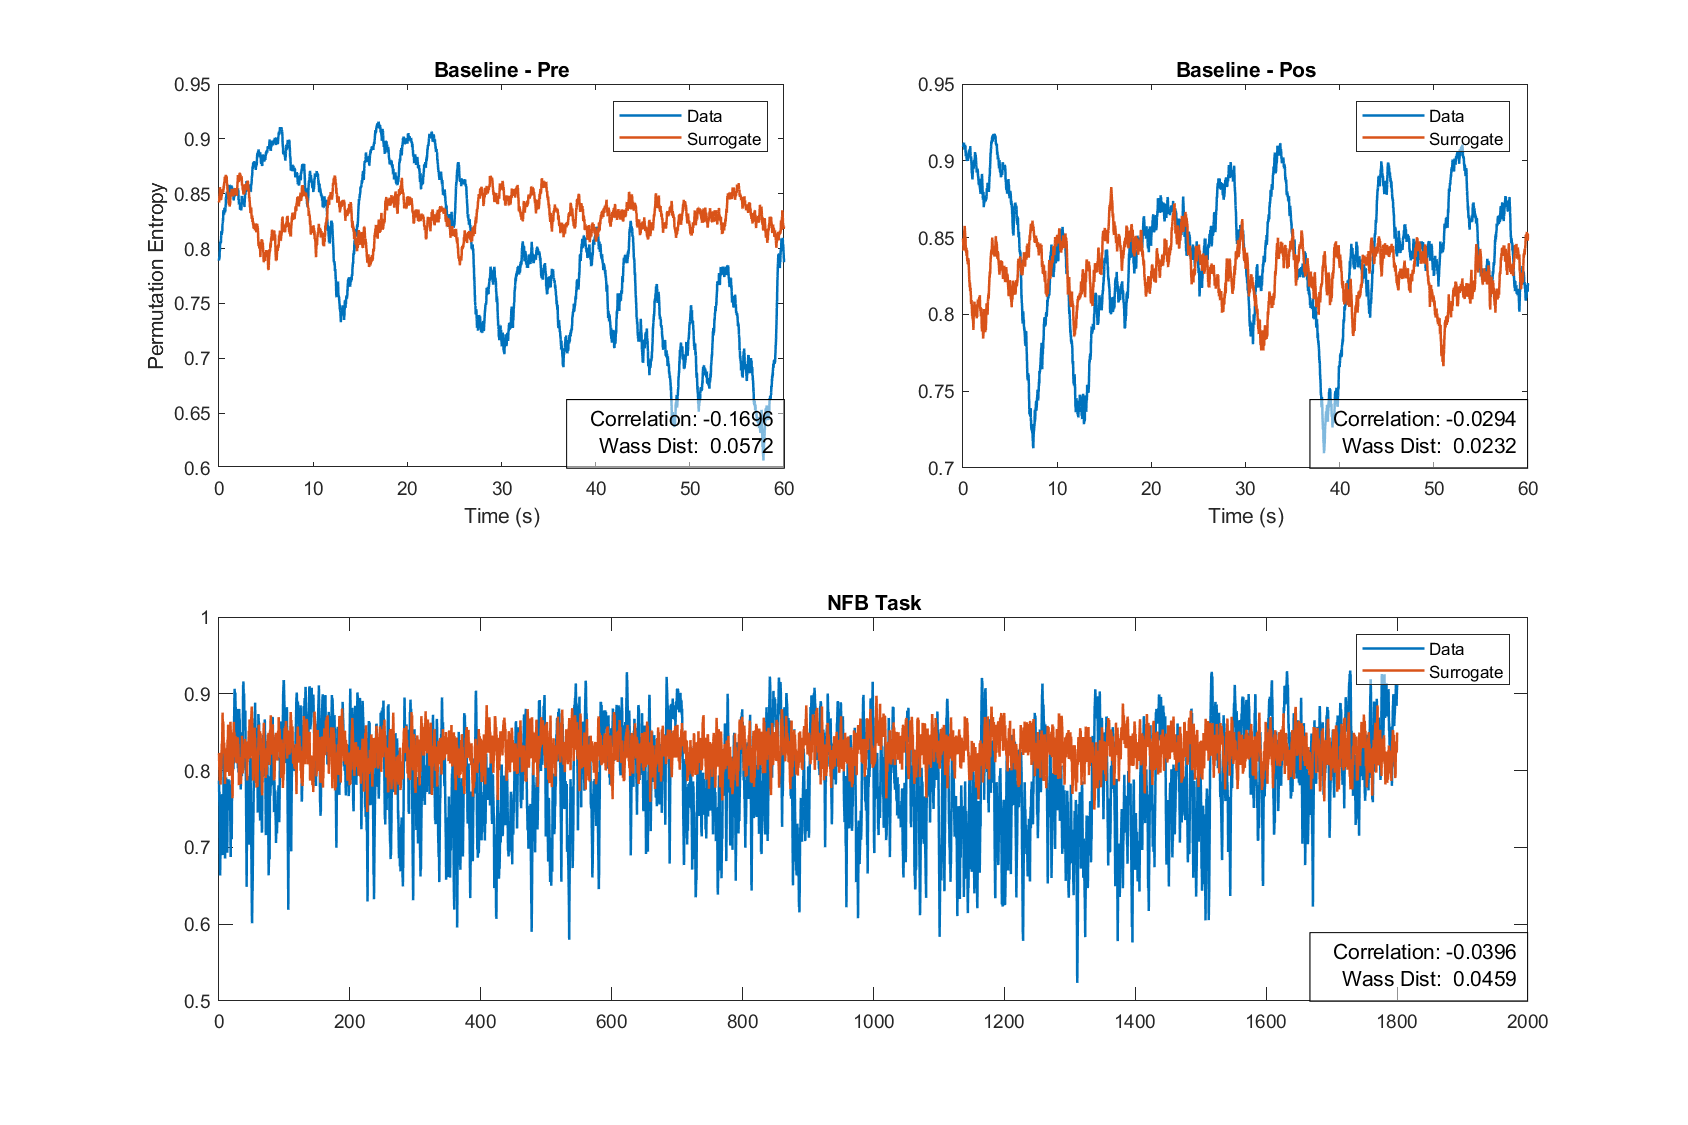 Baseline - Pre
0.95
0.9
0.85
0.8
0.75
0.7
0.65
0.6
Permutation Entropy
Data
Surrogate
Correlation: -0.1696
Wass Dist: 0.0572
0 10 20 30 40 50 60
Time (s)
Baseline - Pos
0.95
0.9
0.85
0.8
0.75
0.7
Data
Surrogate
Correlation: -0.0294
Wass Dist: 0.0232
0 10 20 30 40 50 60
Time (s)
NFB Task
1
0.9
0.8
0.7
0.6
0.5
Data
Surrogate
Correlation: -0.0396
Wass Dist: 0.0459
0 200 400 600 800 1000 1200 1400 1600 1800 2000